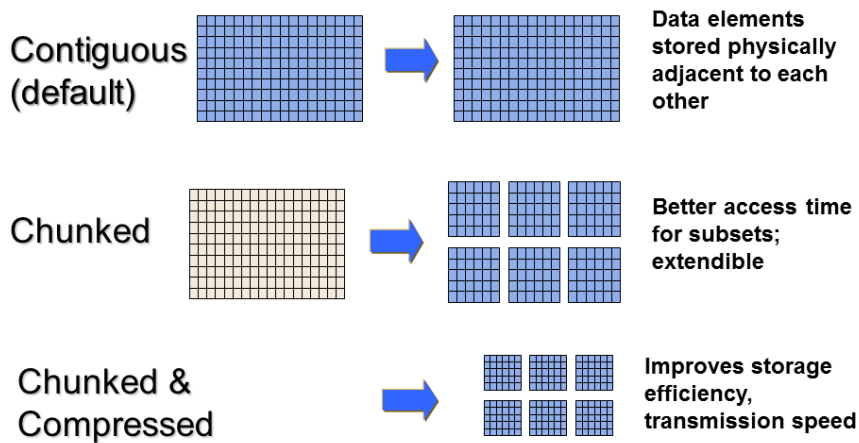 Contiguous
(default)
Data elements
stored physically
adjacent to each
other
Chunked
Better access time
for subsets;
extendible
Chunked &
Compressed
Improves storage
efficiency,
transmission speed